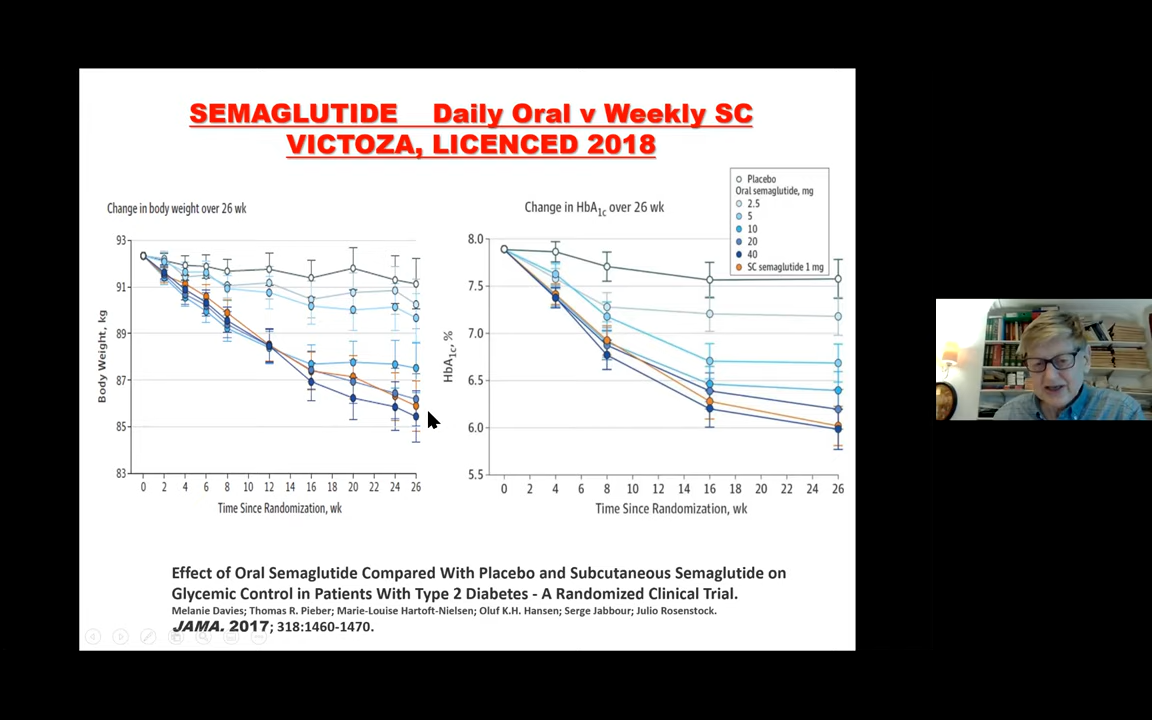 SEMAGLUTIDE Daily Oral v Weekly SC
VICTOZA, LICENCED 2018
Placebo
Oral semaglutide, mg
2.5
5
10
20
40
SC semaglutide 1 mg
Change in body weight over 26 wk
93
91
89
87
85
83
Body Weight, kg
0 2 4 6 8 10 12 14 16 18 20 22 24 26
Time Since Randomization, wk
Change in HbA1c over 26 wk
8.0
7.5
7.0
6.5
6.0
5.5
HbA1c, %
0 2 4 6 8 10 12 14 16 18 20 22 24 26
Time Since Randomization, wk
Effect of Oral Semaglutide Compared With Placebo and Subcutaneous Semaglutide on
Glycemic Control in Patients With Type 2 Diabetes - A Randomized Clinical Trial.
Melanie Davies; Thomas R. Pieber; Marie-Louise Hartoft-Nielsen; Oluf K.H. Hansen; Serge Jabbour; Julio Rosenstock.
JAMA. 2017; 318:1460-1470.